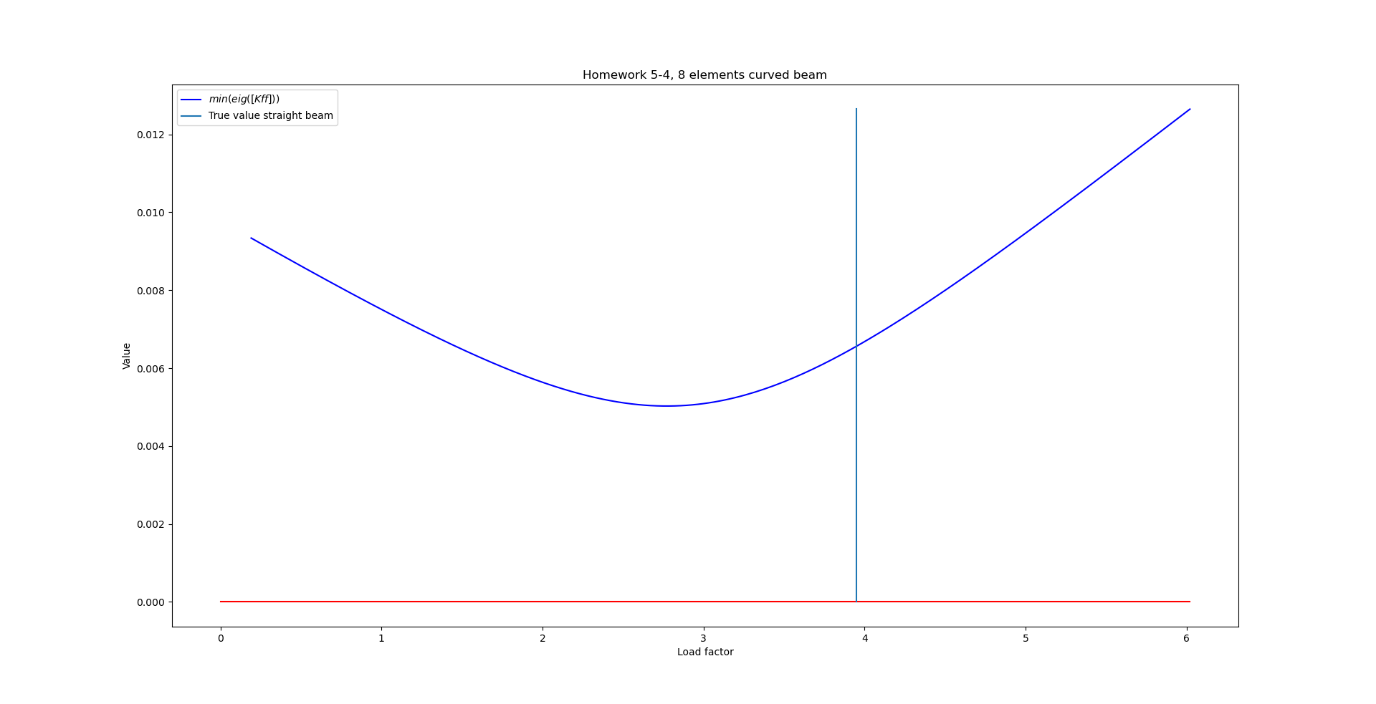 Homework 5-4, 8 elements curved beam
min(eig([Kff]))
True value straight beam
0.012
0.010
0.008
0.006
0.004
0.002
0.000
Value
0 1 2 3 4 5 6
Load factor